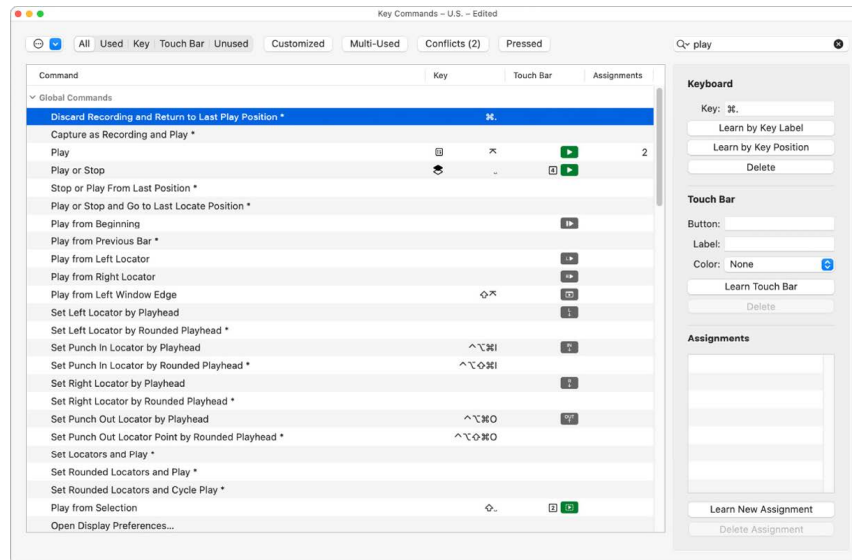 Key Commands – U.S. – Edited
All Used Key Touch Bar Unused Customized Multi-Used Conflicts (2) Pressed play
Command Key Touch Bar Assignments
Global Commands
Discard Recording and Return to Last Play Position * ⌘.
Capture as Recording and Play *
Play ⌤ 2
Play or Stop 4
Stop or Play From Last Position *
Play or Stop and Go to Last Locate Position *
Play from Beginning
Play from Previous Bar *
Play from Left Locator
Play from Right Locator
Play from Left Window Edge ⇧⌤
Set Left Locator by Playhead
Set Left Locator by Rounded Playhead *
Set Punch In Locator by Playhead ^⌥⌘I IN
Set Punch In Locator by Rounded Playhead * ^⌥⇧⌘I
Set Right Locator by Playhead
Set Right Locator by Rounded Playhead *
Set Punch Out Locator by Playhead ^⌥⌘O OUT
Set Punch Out Locator Point by Rounded Playhead * ^⌥⇧⌘O
Set Locators and Play *
Set Rounded Locators and Play *
Set Rounded Locators and Cycle Play *
Play from Selection 2
Open Display Preferences...
Keyboard
Key: ⌘.
Learn by Key Label
Learn by Key Position
Delete
Touch Bar
Button:
Label:
Color: None
Learn Touch Bar
Delete
Assignments
Learn New Assignment
Delete Assignment